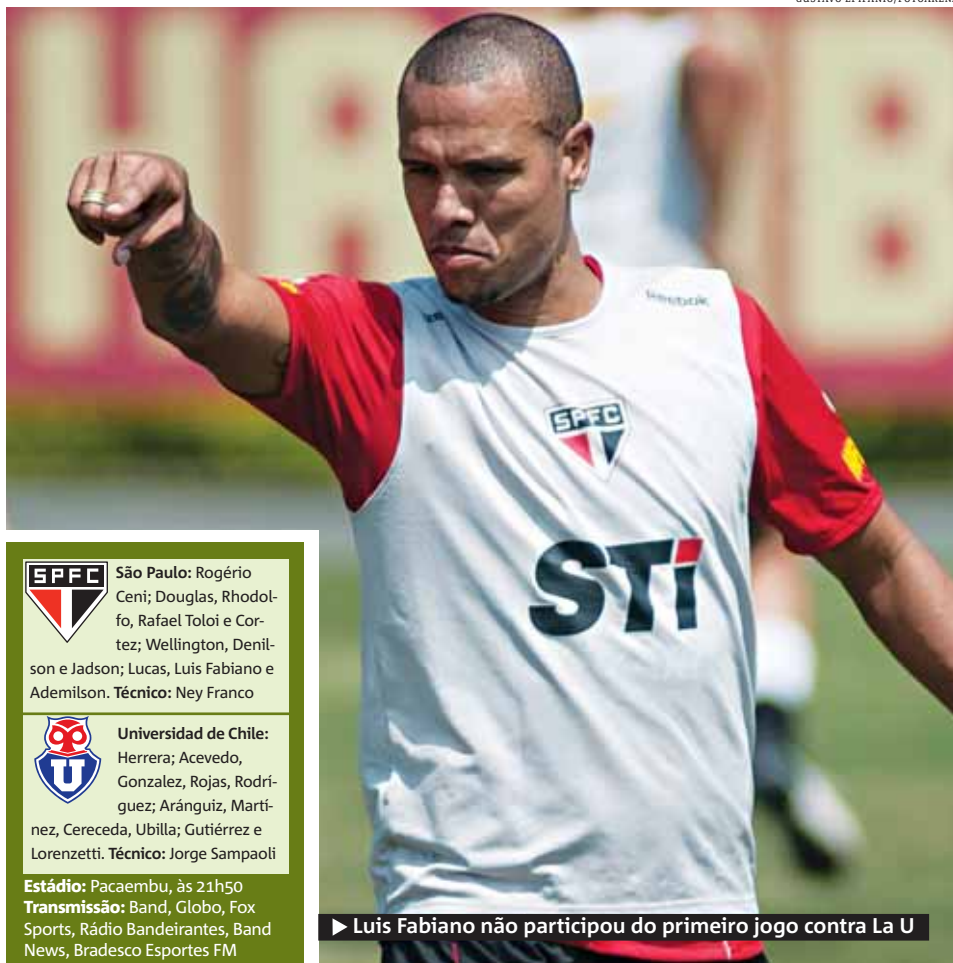 Reebok
SPFC
STi
SPFC
São Paulo: Rogério
Ceni; Douglas, Rhodol-
fo, Rafael Toloi e Cor-
tez; Wellington, Denil-
son e Jadson; Lucas, Luis Fabiano e
Ademilson. Técnico: Ney Franco
U
Universidad de Chile:
Herrera; Acevedo,
Gonzalez, Rojas, Rodrí-
guez; Aránguiz, Martí-
nez, Cereceda, Ubilla; Gutiérrez e
Lorenzetti. Técnico: Jorge Sampaoli
Estádio: Pacaembu, às 21h50
Transmissão: Band, Globo, Fox
Sports, Rádio Bandeirantes, Band
News, Bradesco Esportes FM
▶ Luis Fabiano não participou do primeiro jogo contra La U